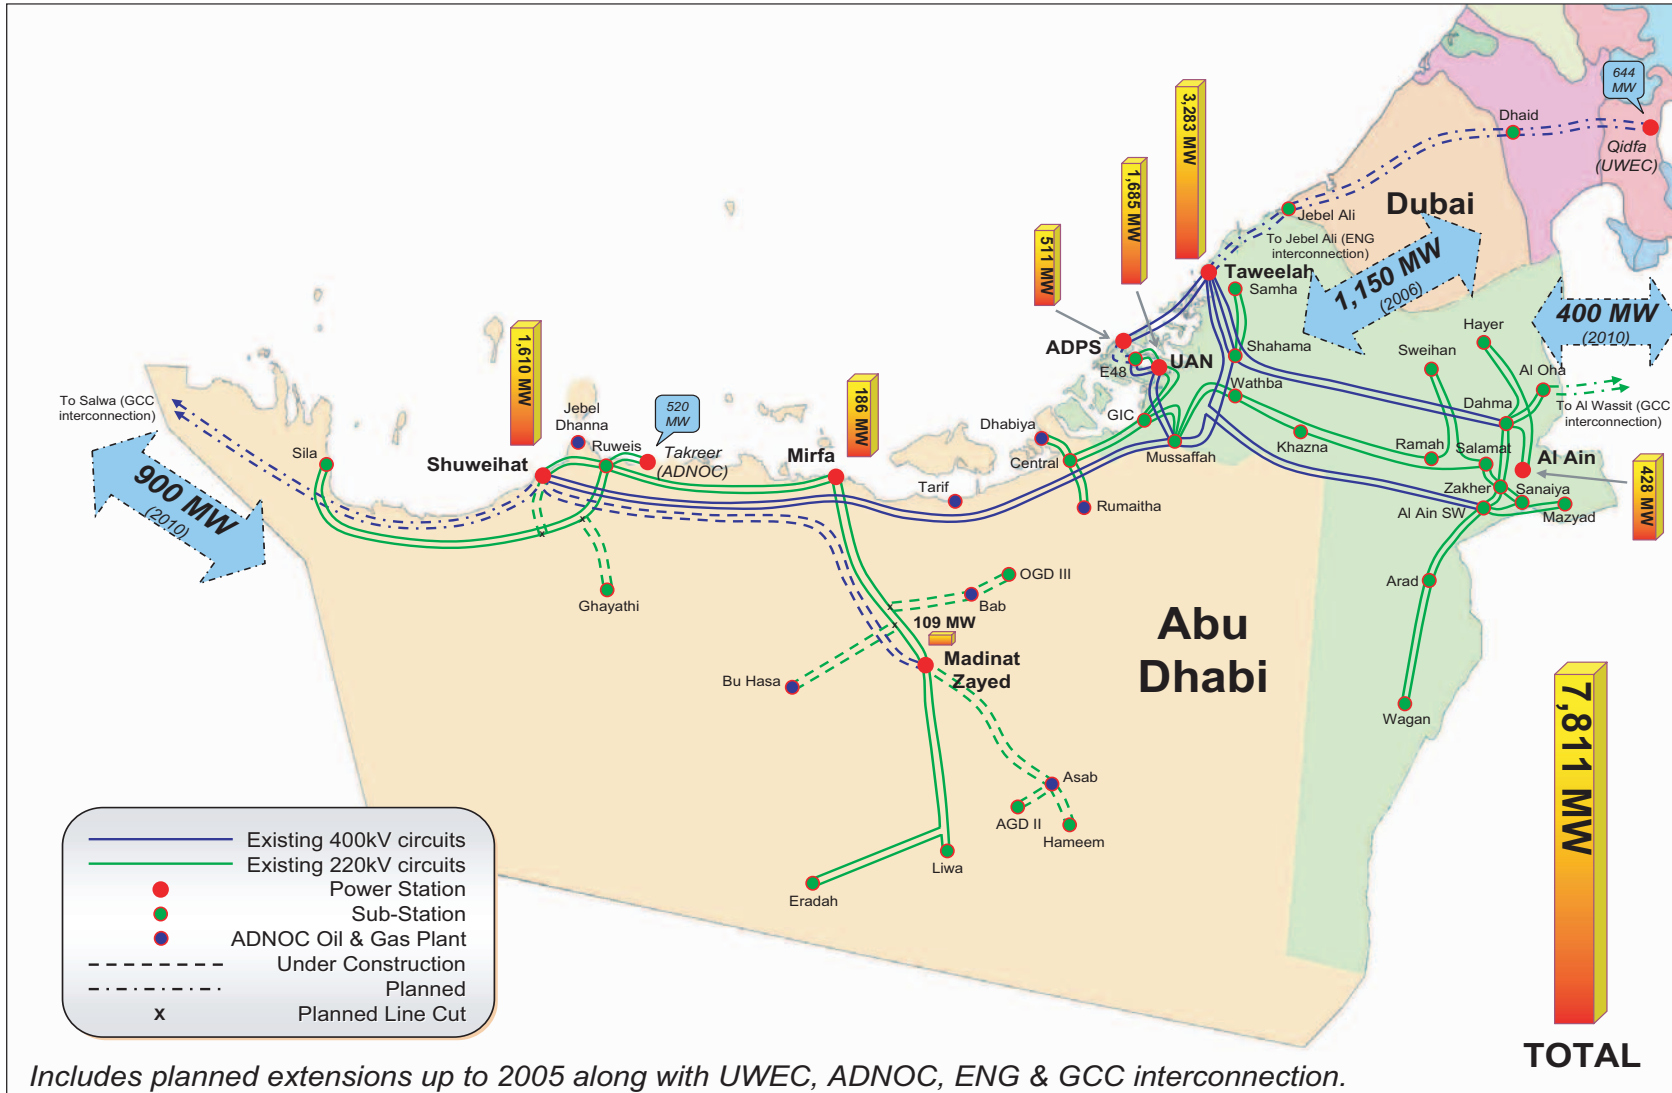 644
MW
Qidfa
(UWEC)
Dhaid
Dubai
Jebel Ali
To Jebel Ali (ENG
interconnection)
3,283 MW
1,685 MW
511 MW
Taweelah
Samha
1,150 MW
(2006)
400 MW
(2010)
ADPS
E48
UAN
Shahama
Wathba
Hayer
Sweihan
Al Oha
To Al Wassit (GCC
interconnection)
Dahma
GIC
Dhabiya
Central
Mussaffah
Khazna
Ramah
Salamat
Al Ain
Zakher
Sanaiya
Al Ain SW
Mazyad
428 MW
Rumaitha
Tarif
186 MW
Mirfa
1,610 MW
Jebel
Dhanna
Ruweis
520
MW
Takreer
(ADNOC)
Shuweihat
To Salwa (GCC
interconnection)
Sila
900 MW
(2010)
Ghayathi
OGD III
Bab
109 MW
Madinat
Zayed
Bu Hasa
Arad
Wagan
Abu
Dhabi
Asab
AGD II
Hameem
Liwa
Eradah
7,811 MW
TOTAL
Existing 400kV circuits
Existing 220kV circuits
Power Station
Sub-Station
ADNOC Oil & Gas Plant
Under Construction
Planned
x Planned Line Cut
Includes planned extensions up to 2005 along with UWEC, ADNOC, ENG & GCC interconnection.